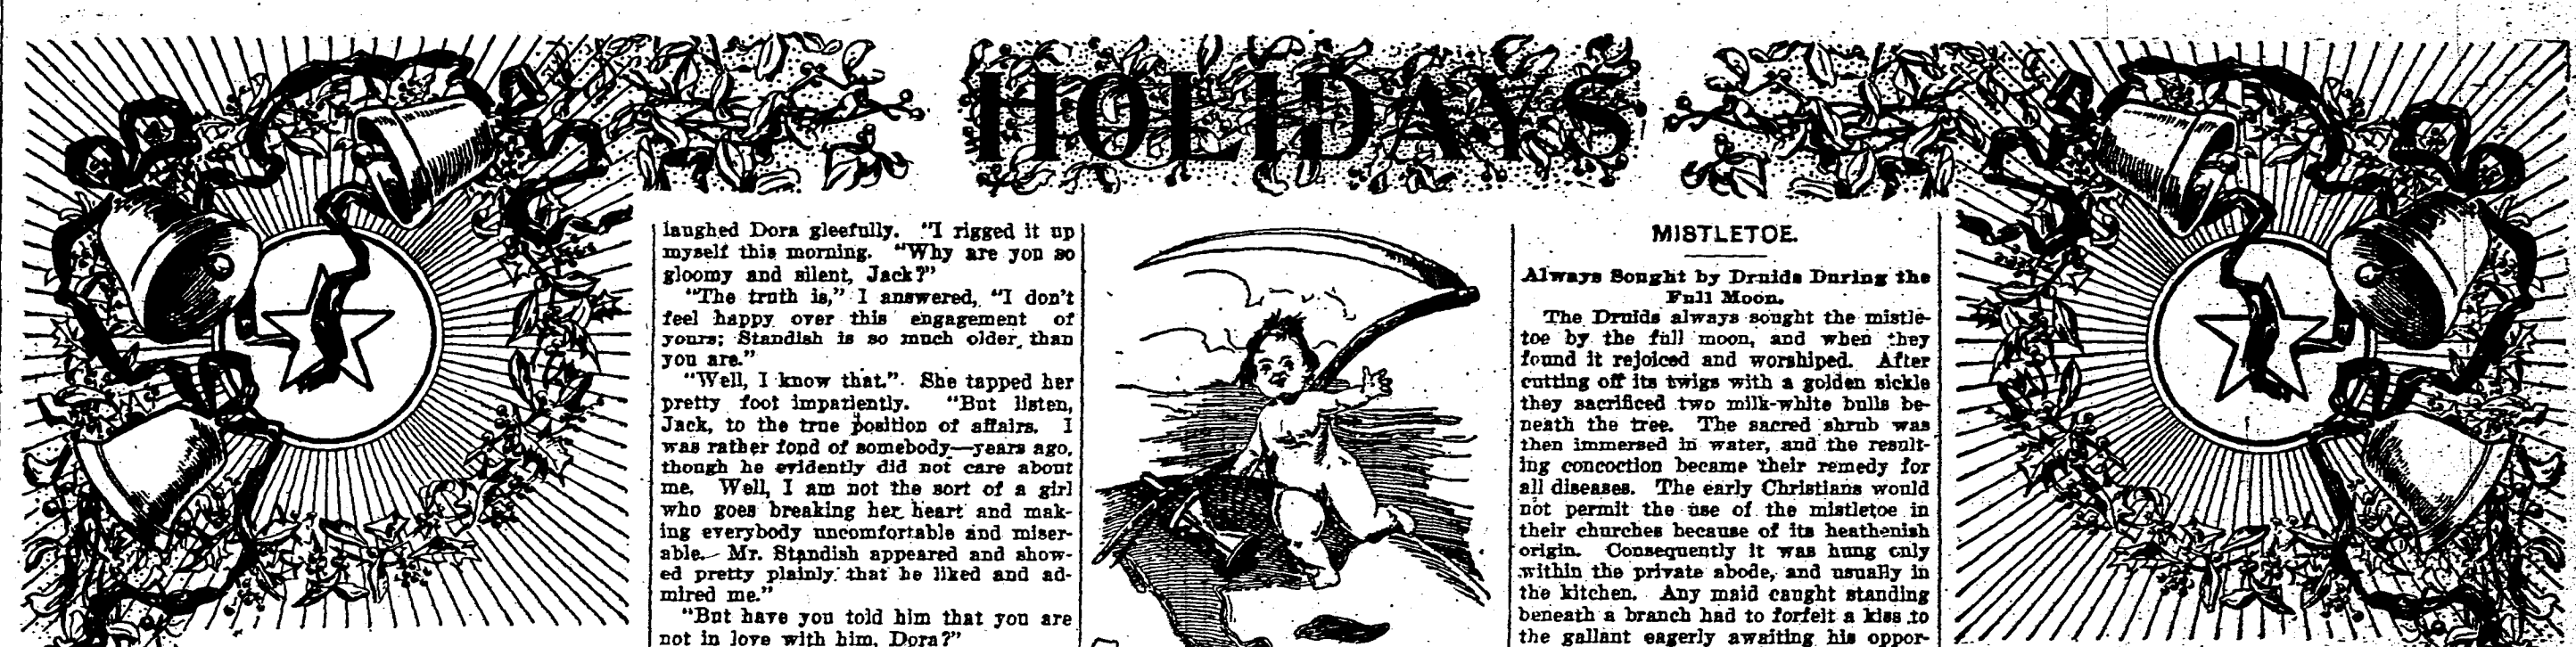 HOLIDAYS
laughed Dora gleefully. "I rigged it up
myself this morning. "Why are you so
gloomy and silent, Jack?"
"The truth is," I answered, "I don't
feel happy over this engagement of
yours; Standish is so much older than
you are."
"Well, I know that." She tapped her
pretty foot impatiently. "But listen,
Jack, to the true position of affairs. I
was rather fond of somebody—years ago,
though he evidently did not care about
me. Well, I am not the sort of a girl
who goes breaking her heart and mak-
ing everybody uncomfortable and miser-
able. Mr. Standish appeared and show-
ed pretty plainly that he liked and ad-
mired me."
"But have you told him that you are
not in love with him, Dora?"
MISTLETOE.
Always Sought by Druids During the
Full Moon.
The Druids always sought the mistle-
toe by the full moon, and when they
found it rejoiced and worshiped. After
cutting off its twigs with a golden sickle
they sacrificed two milk-white bulls be-
neath the tree. The sacred shrub was
then immersed in water, and the result-
ing concoction became their remedy for
all diseases. The early Christians would
not permit the use of the mistletoe in
their churches because of its heathenish
origin. Consequently it was hung only
within the private abode, and usually in
the kitchen. Any maid caught standing
beneath a branch had to forfeit a kiss to
the gallant eagerly awaiting his oppor-